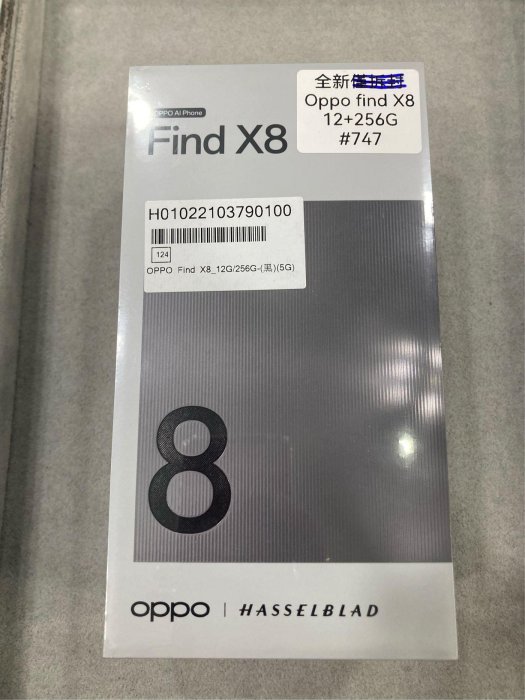 全新
Oppo find X8
12+256G
#747
OPPO AI Phone
Find X8
H01022103790100
124
OPPO Find X8_12G/256G-(黑)(5G)
8
oppo | HASSELBLAD